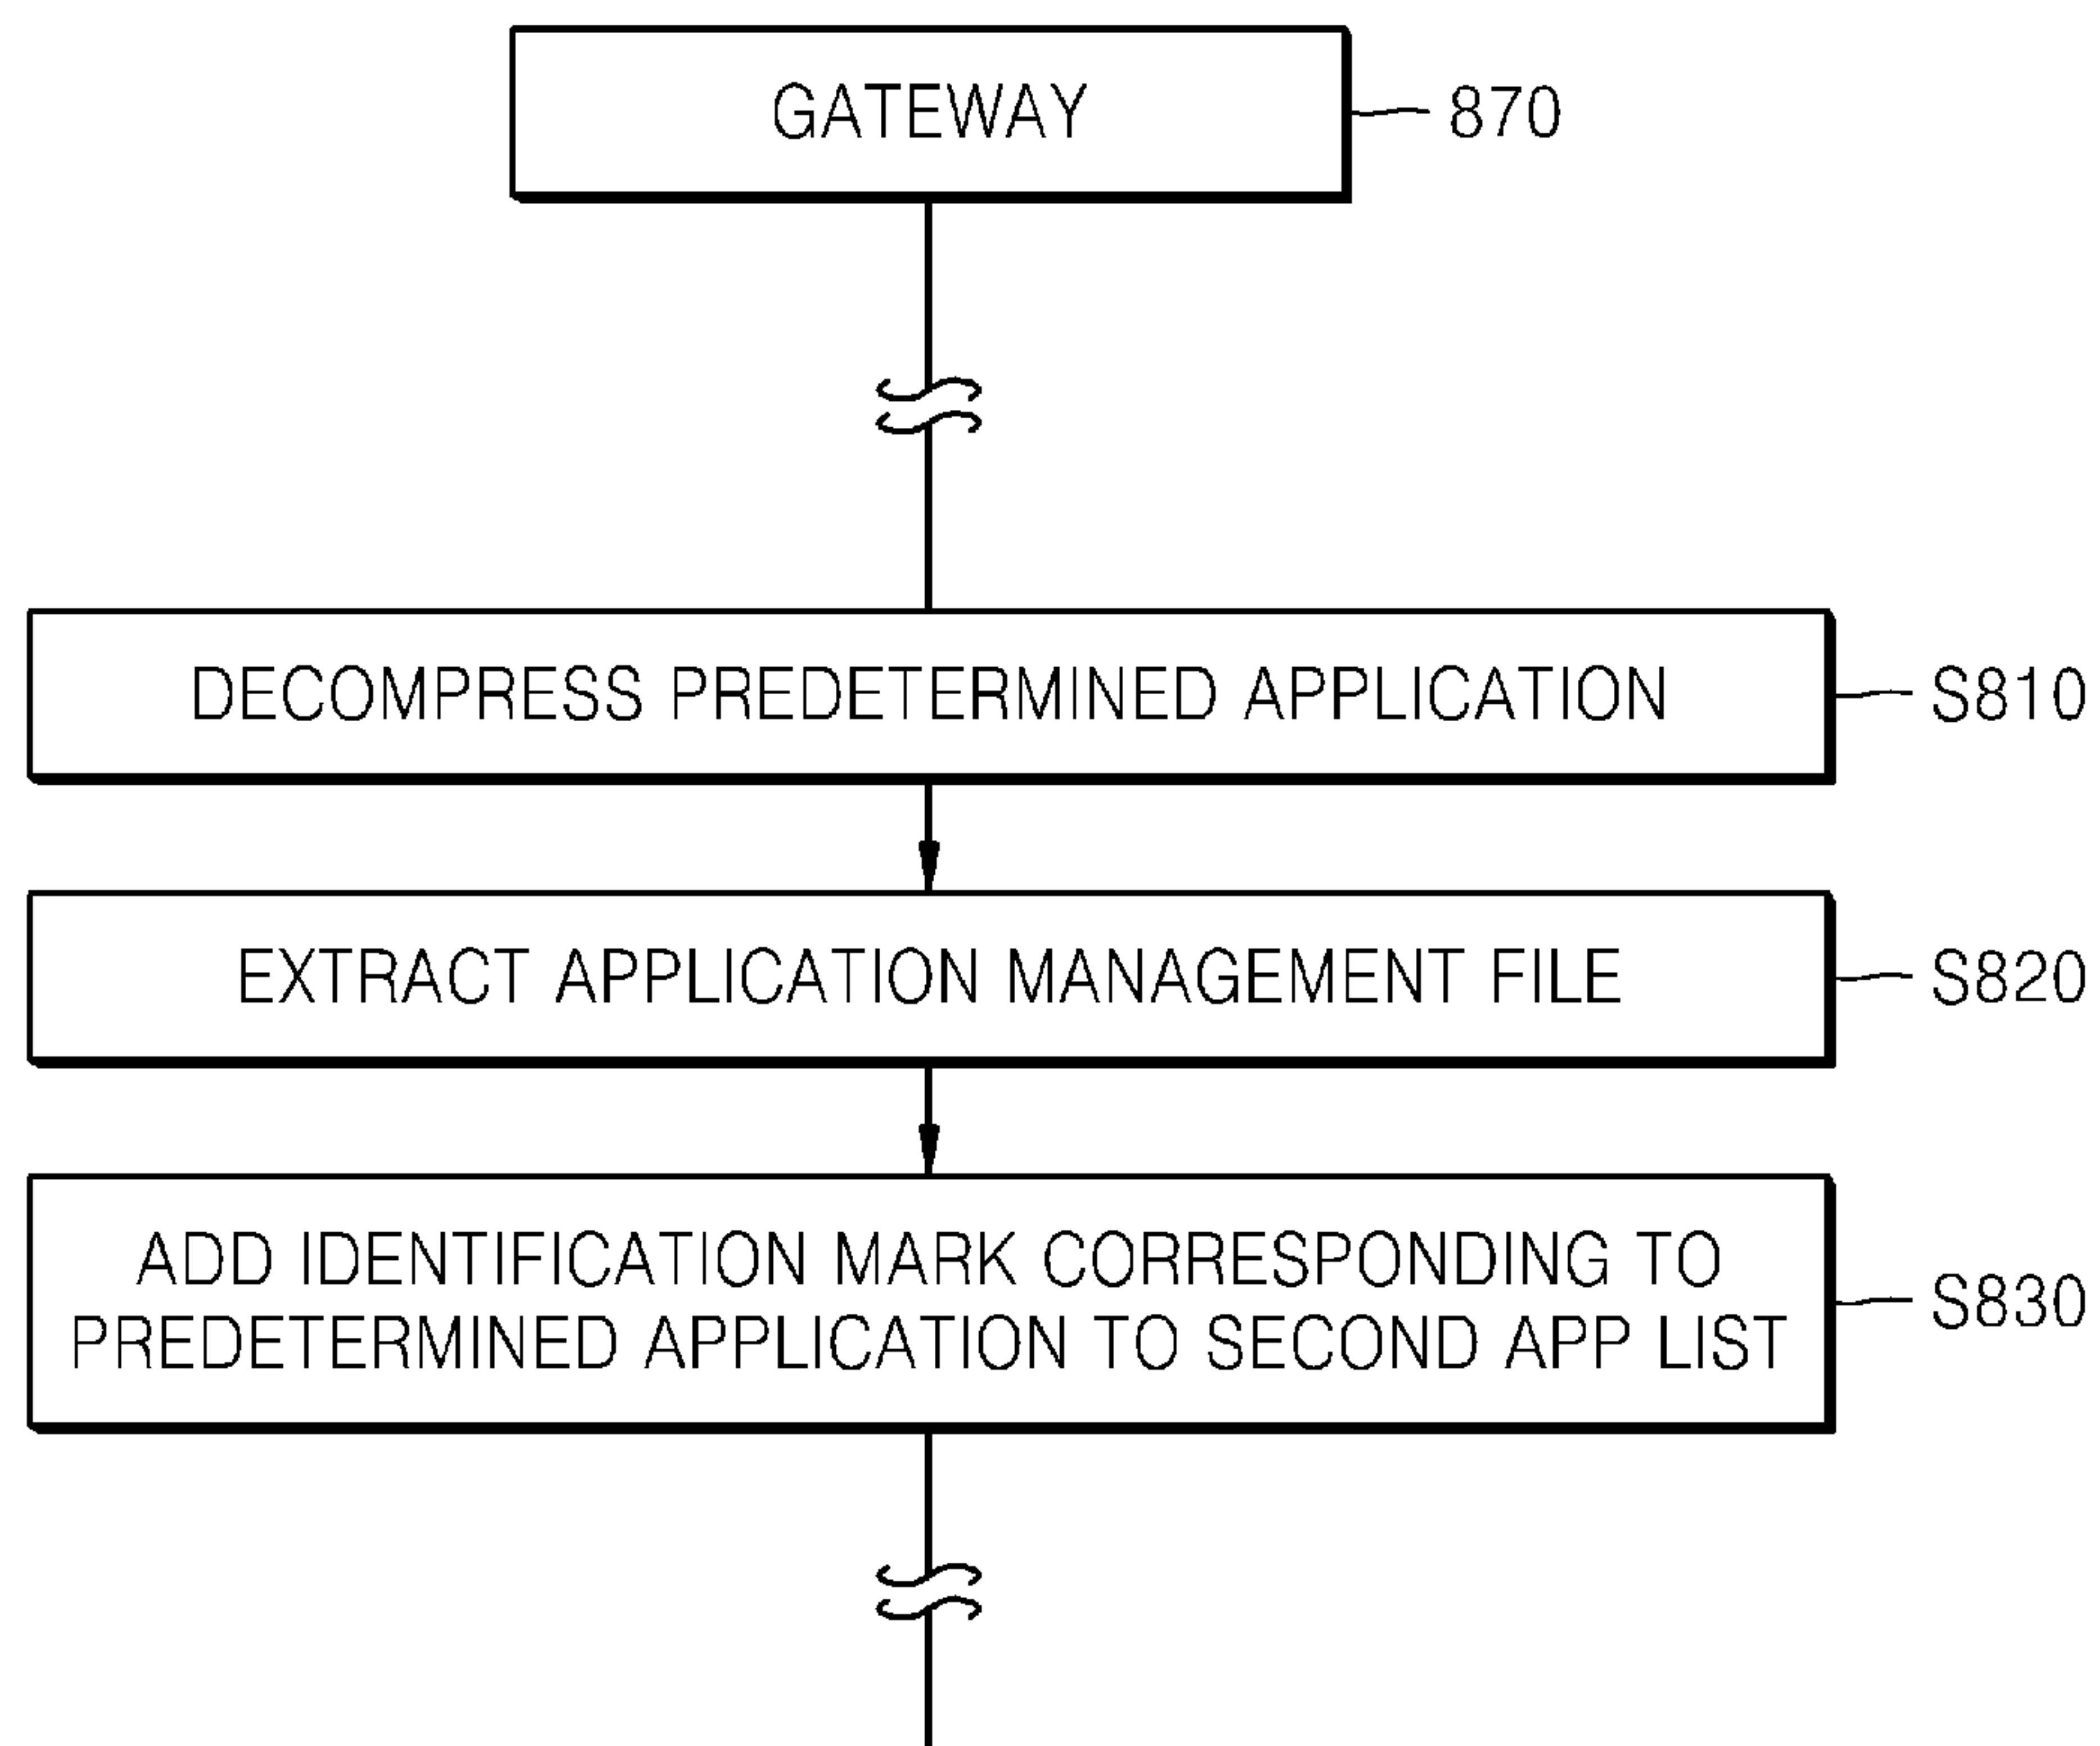 GATEWAY
870
DECOMPRESS PREDETERMINED APPLICATION
S810
EXTRACT APPLICATION MANAGEMENT FILE
S820
ADD IDENTIFICATION MARK CORRESPONDING TO
PREDETERMINED APPLICATION TO SECOND APP LIST
S830